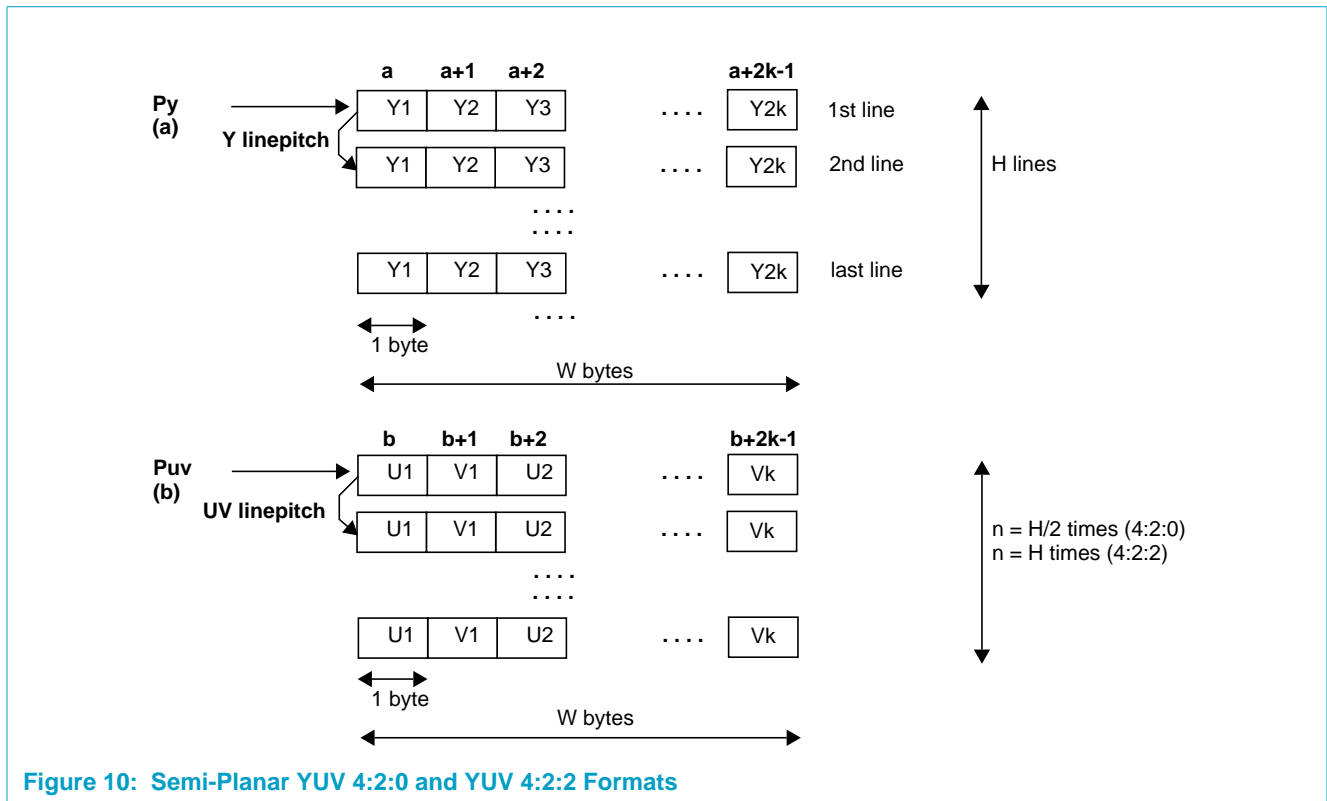 a a+1 a+2 a+2k-1
Py
(a)
Y1 Y2 Y3 . . . . Y2k 1st line
Y linepitch
Y1 Y2 Y3 . . . . Y2k 2nd line
H lines
. . . .
. . . .
Y1 Y2 Y3 . . . . Y2k last line
. . . .
1 byte
W bytes
b b+1 b+2 b+2k-1
Puv
(b)
U1 V1 U2 . . . . Vk
UV linepitch
U1 V1 U2 . . . . Vk
n = H/2 times (4:2:0)
n = H times (4:2:2)
. . . .
. . . .
U1 V1 U2 . . . . Vk
1 byte
W bytes
Figure 10: Semi-Planar YUV 4:2:0 and YUV 4:2:2 Formats